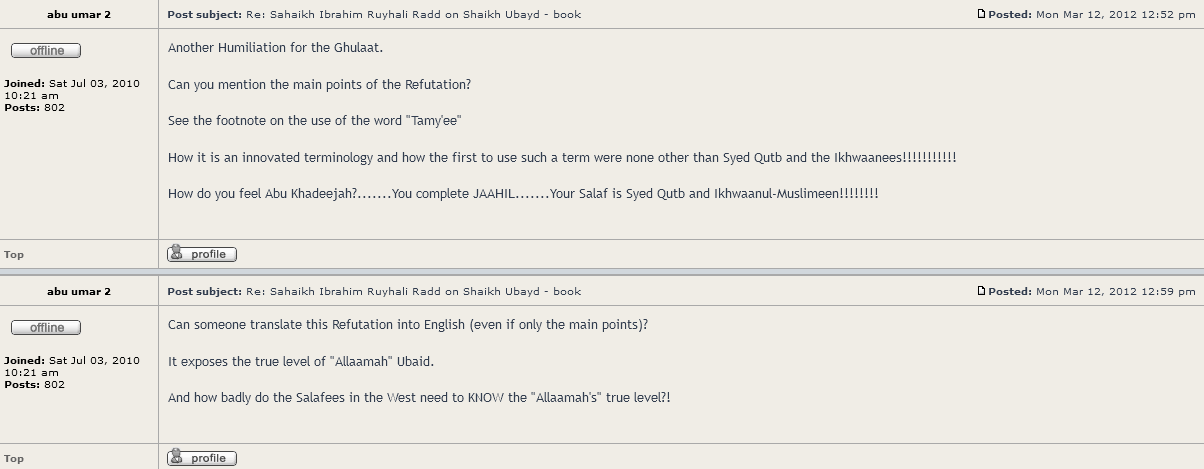 abu umar 2
Post subject: Re: Sahaikh Ibrahim Ruyhali Radd on Shaikh Ubayd - book
Posted: Mon Mar 12, 2012 12:52 pm
offline
Joined: Sat Jul 03, 2010
10:21 am
Posts: 802
Another Humiliation for the Ghulaat.
Can you mention the main points of the Refutation?
See the footnote on the use of the word "Tamy'ee"
How it is an innovated terminology and how the first to use such a term were none other than Syed Qutb and the Ikhwaanees!!!!!!!!!!!
How do you feel Abu Khadeejah?.......You complete JAAHIL.......Your Salaf is Syed Qutb and Ikhwaanul-Muslimeen!!!!!!!!
Top
profile
abu umar 2
Post subject: Re: Sahaikh Ibrahim Ruyhali Radd on Shaikh Ubayd - book
Posted: Mon Mar 12, 2012 12:59 pm
offline
Joined: Sat Jul 03, 2010
10:21 am
Posts: 802
Can someone translate this Refutation into English (even if only the main points)?
It exposes the true level of "Allaamah" Ubaid.
And how badly do the Salafees in the West need to KNOW the "Allaamah's" true level?!
Top
profile